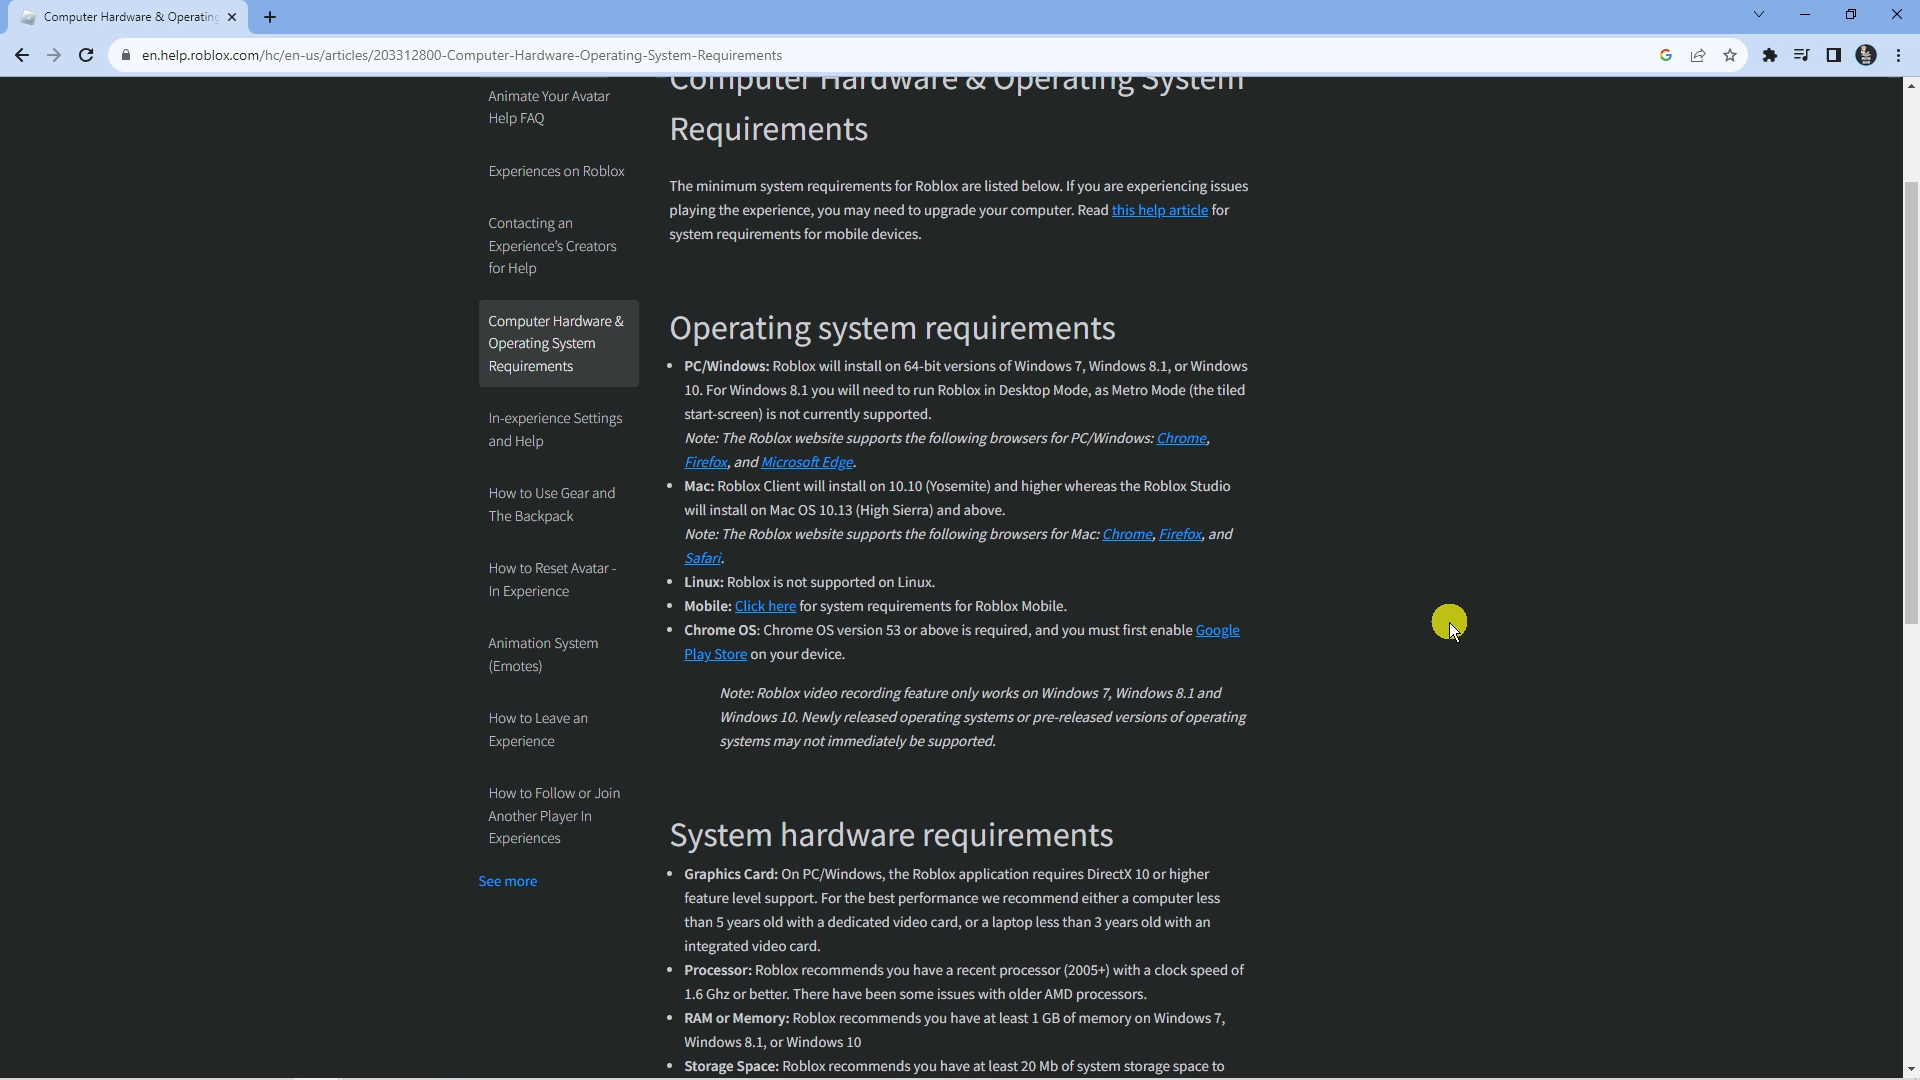 Computer Hardware & Operating
en.help.roblox.com/hc/en-us/articles/203312800-Computer-Hardware-Operating-System-Requirements
Animate Your Avatar
Help FAQ
Experiences on Roblox
Contacting an
Experience's Creators
for Help
Computer Hardware &
Operating System
Requirements
In-experience Settings
and Help
How to Use Gear and
The Backpack
How to Reset Avatar -
In Experience
Animation System
(Emotes)
How to Leave an
Experience
How to Follow or Join
Another Player In
Experiences
See more
Computer Hardware & Operating System
Requirements
The minimum system requirements for Roblox are listed below. If you are experiencing issues
playing the experience, you may need to upgrade your computer. Read this help article for
system requirements for mobile devices.
Operating system requirements
• PC/Windows: Roblox will install on 64-bit versions of Windows 7, Windows 8.1, or Windows
10. For Windows 8.1 you will need to run Roblox in Desktop Mode, as Metro Mode (the tiled
start-screen) is not currently supported.
Note: The Roblox website supports the following browsers for PC/Windows: Chrome,
Firefox, and Microsoft Edge.
• Mac: Roblox Client will install on 10.10 (Yosemite) and higher whereas the Roblox Studio
will install on Mac OS 10.13 (High Sierra) and above.
Note: The Roblox website supports the following browsers for Mac: Chrome, Firefox, and
Safari.
• Linux: Roblox is not supported on Linux.
• Mobile: Click here for system requirements for Roblox Mobile.
• Chrome OS: Chrome OS version 53 or above is required, and you must first enable Google
Play Store on your device.
Note: Roblox video recording feature only works on Windows 7, Windows 8.1 and
Windows 10. Newly released operating systems or pre-released versions of operating
systems may not immediately be supported.
System hardware requirements
• Graphics Card: On PC/Windows, the Roblox application requires DirectX 10 or higher
feature level support. For the best performance we recommend either a computer less
than 5 years old with a dedicated video card, or a laptop less than 3 years old with an
integrated video card.
• Processor: Roblox recommends you have a recent processor (2005+) with a clock speed of
1.6 Ghz or better. There have been some issues with older AMD processors.
• RAM or Memory: Roblox recommends you have at least 1 GB of memory on Windows 7,
Windows 8.1, or Windows 10
• Storage Space: Roblox recommends you have at least 20 Mb of system storage space to